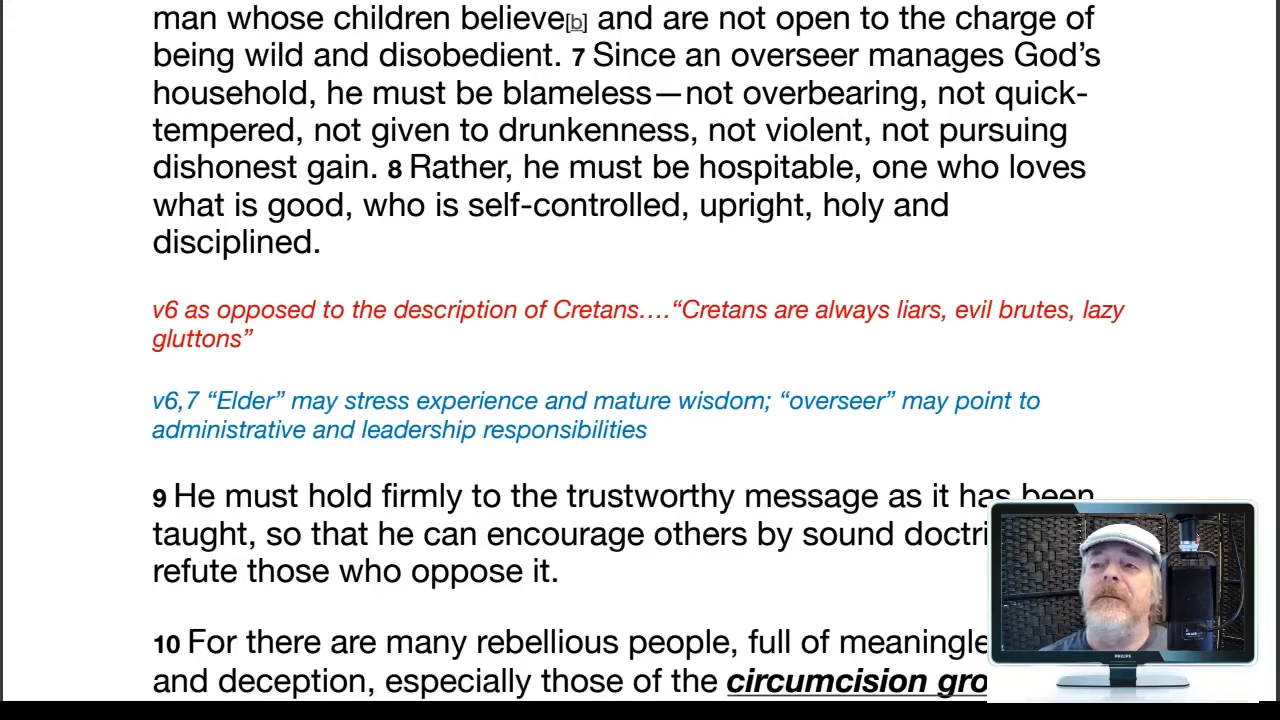 man whose children believe[b] and are not open to the charge of
being wild and disobedient. 7 Since an overseer manages God’s
household, he must be blameless—not overbearing, not quick-
tempered, not given to drunkenness, not violent, not pursuing
dishonest gain. 8 Rather, he must be hospitable, one who loves
what is good, who is self-controlled, upright, holy and
disciplined.
v6 as opposed to the description of Cretans….“Cretans are always liars, evil brutes, lazy
gluttons”
v6,7 “Elder” may stress experience and mature wisdom; “overseer” may point to
administrative and leadership responsibilities
9 He must hold firmly to the trustworthy message as it has been
taught, so that he can encourage others by sound doctri
refute those who oppose it.
10 For there are many rebellious people, full of meaningle
and deception, especially those of the circumcision gro
PHILIPS